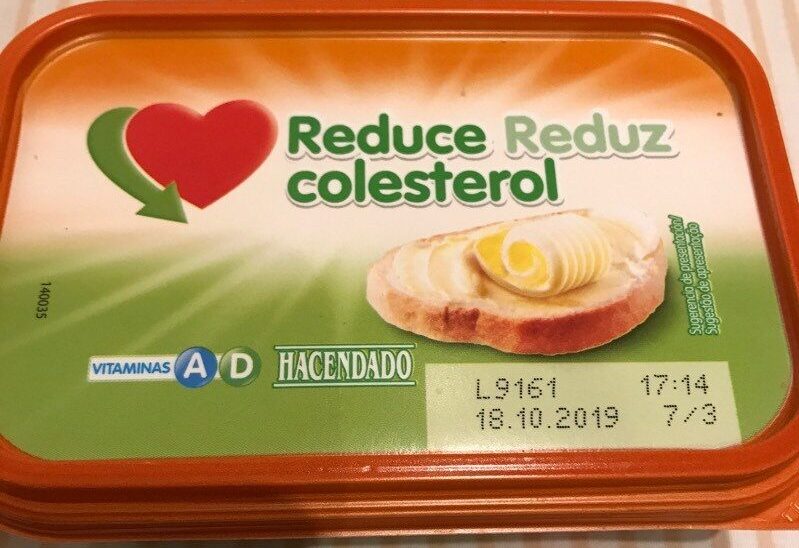 Reduce Reduz
colesterol
Sugerencia de presentación/
Sugestão de apresentação
140035
VITAMINAS A D
HACENDADO
L9161 17:14
18.10.2019 7/3